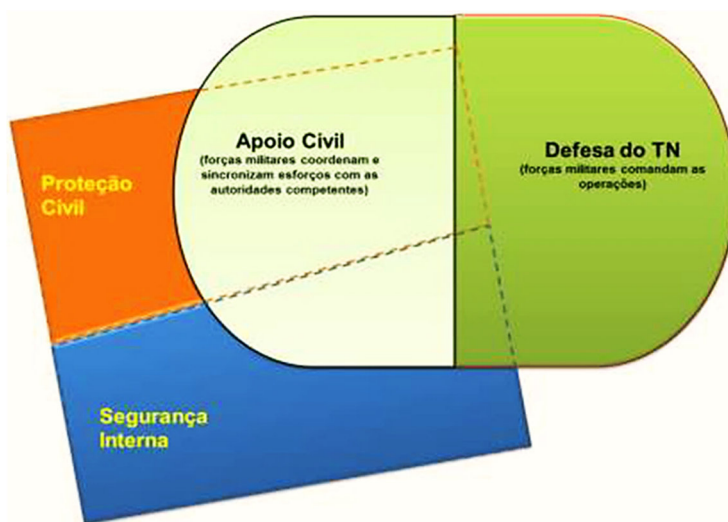 Apoio Civil
(forças militares coordenam e
sincronizam esforços com as
autoridades competentes)
Defesa do TN
(forças militares comandam as
operações)
Proteção
Civil
Segurança
Interna